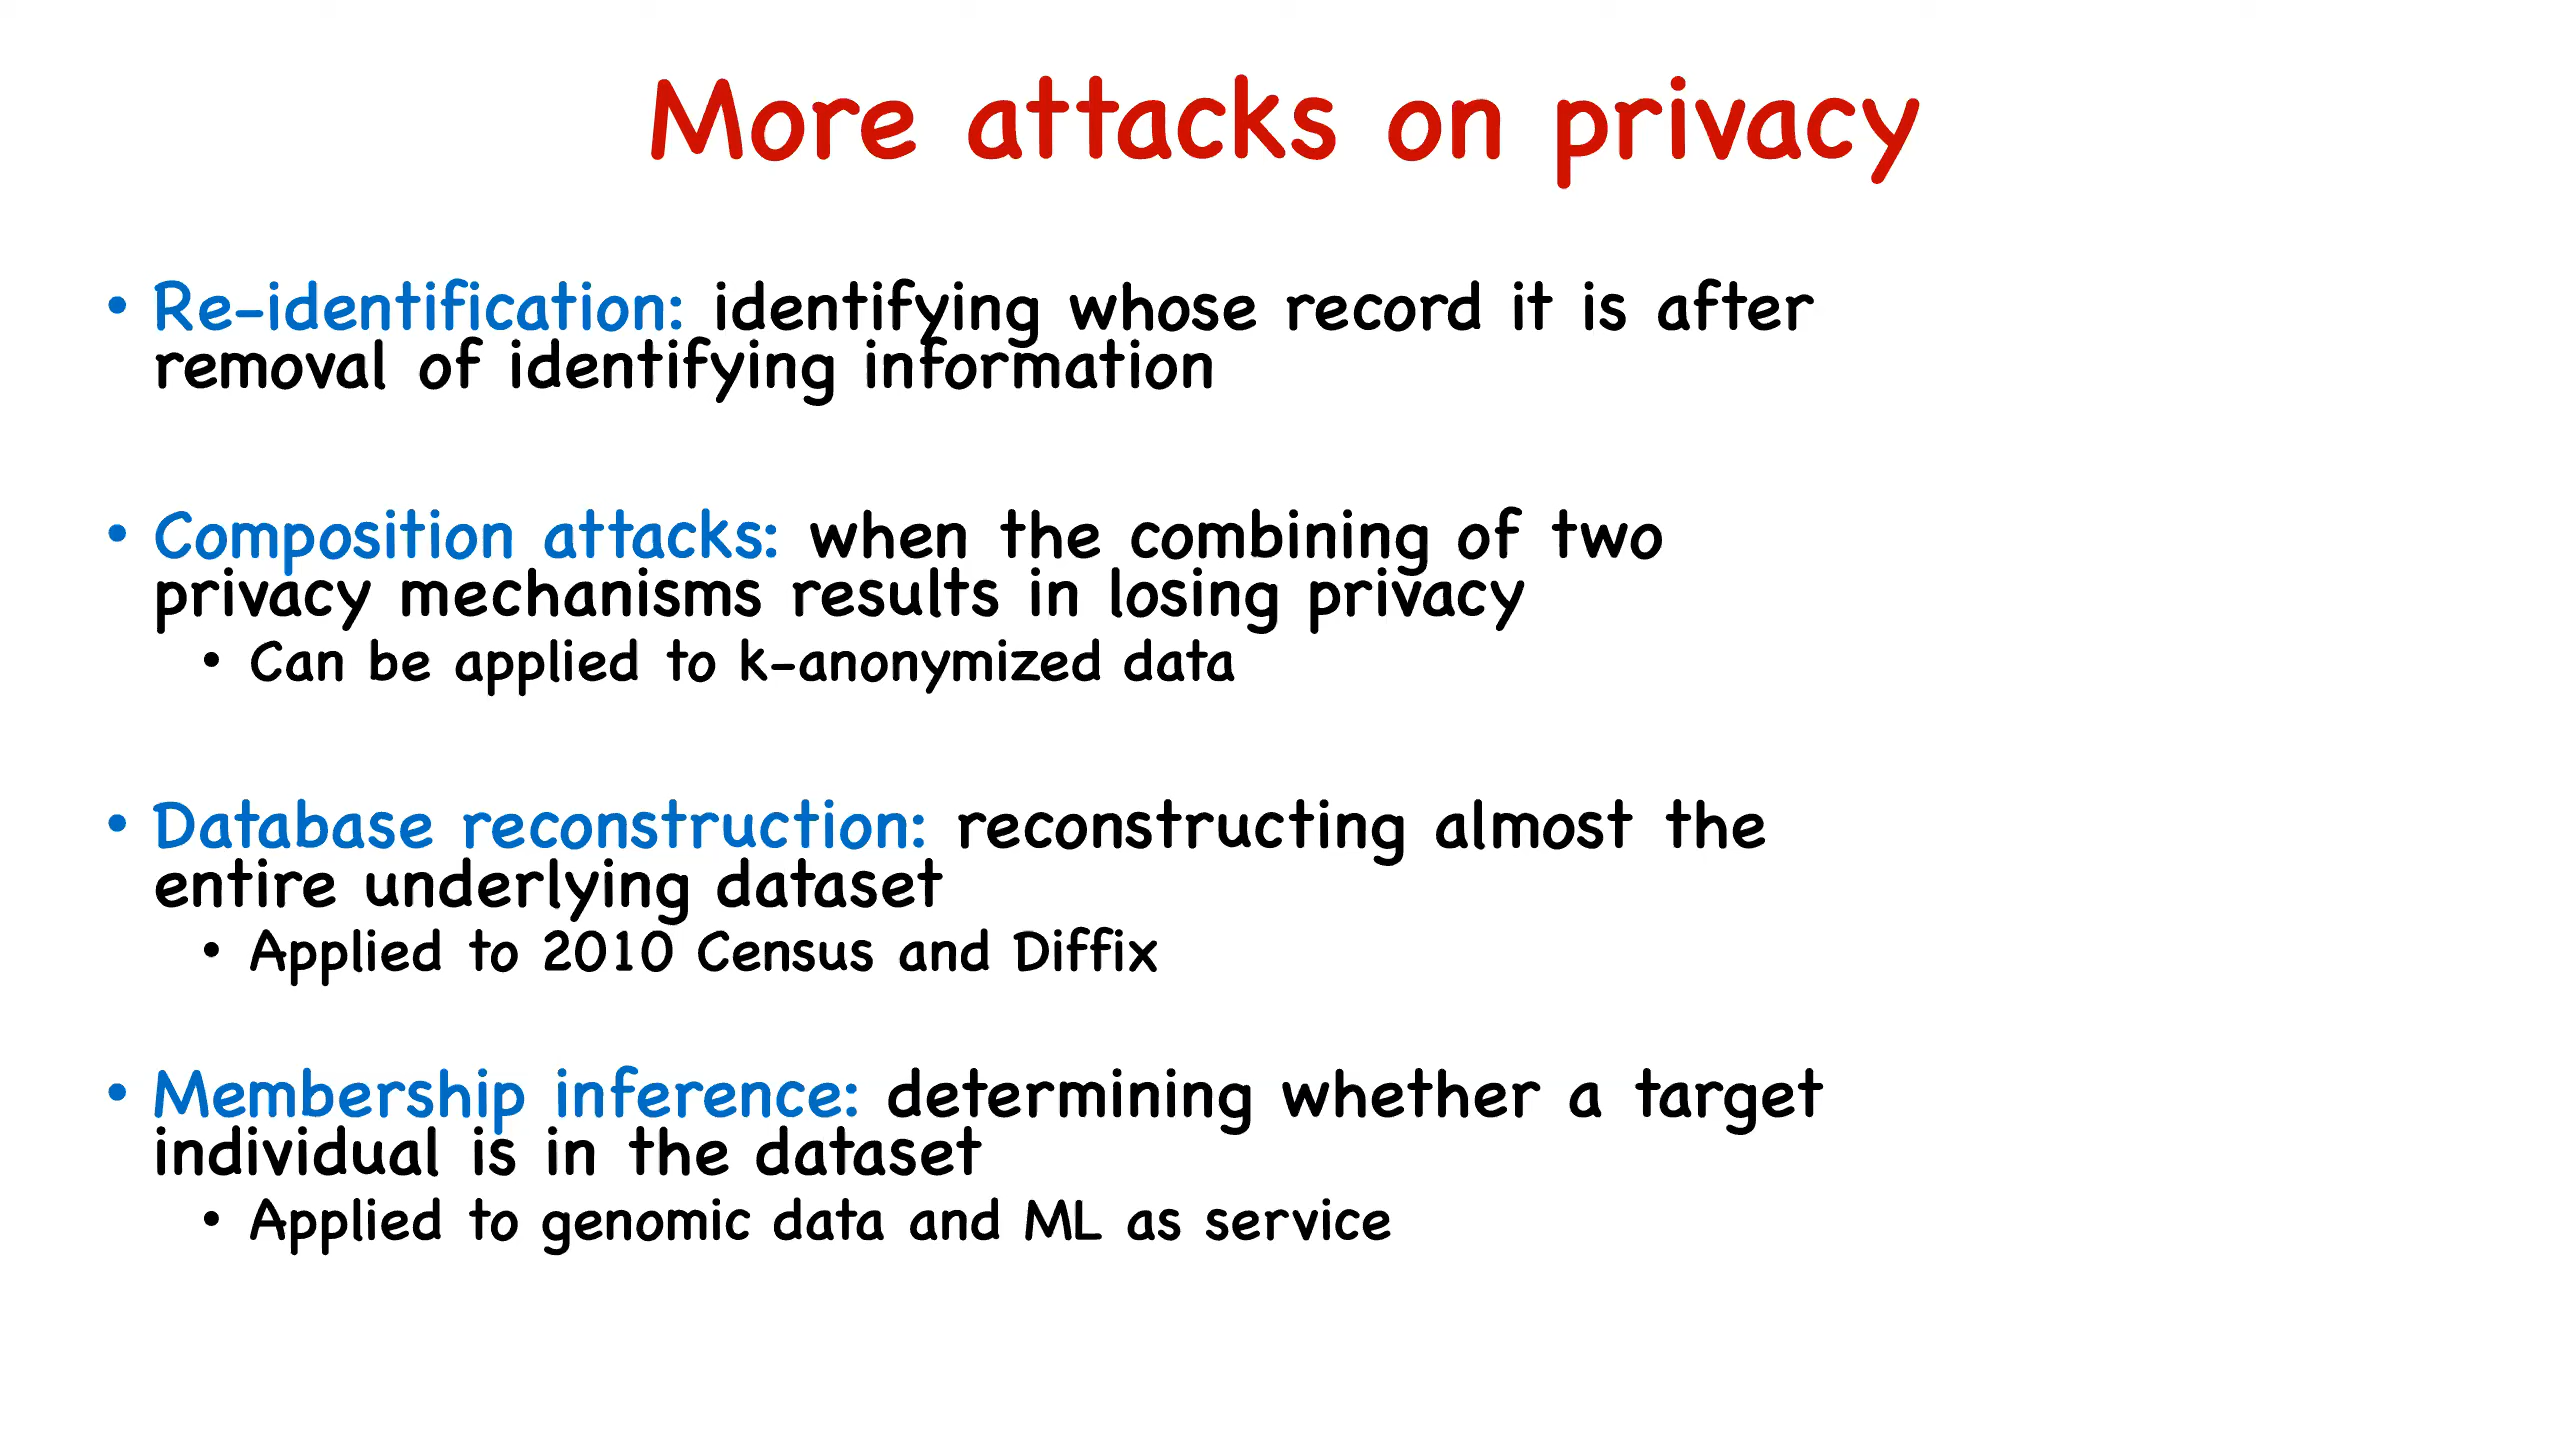 More attacks on privacy
• Re-identification: identifying whose record it is after
removal of identifying information
• Composition attacks: when the combining of two
privacy mechanisms results in losing privacy
• Can be applied to k-anonymized data
• Database reconstruction: reconstructing almost the
entire underlying dataset
• Applied to 2010 Census and Diffix
• Membership inference: determining whether a target
individual is in the dataset
• Applied to genomic data and ML as service